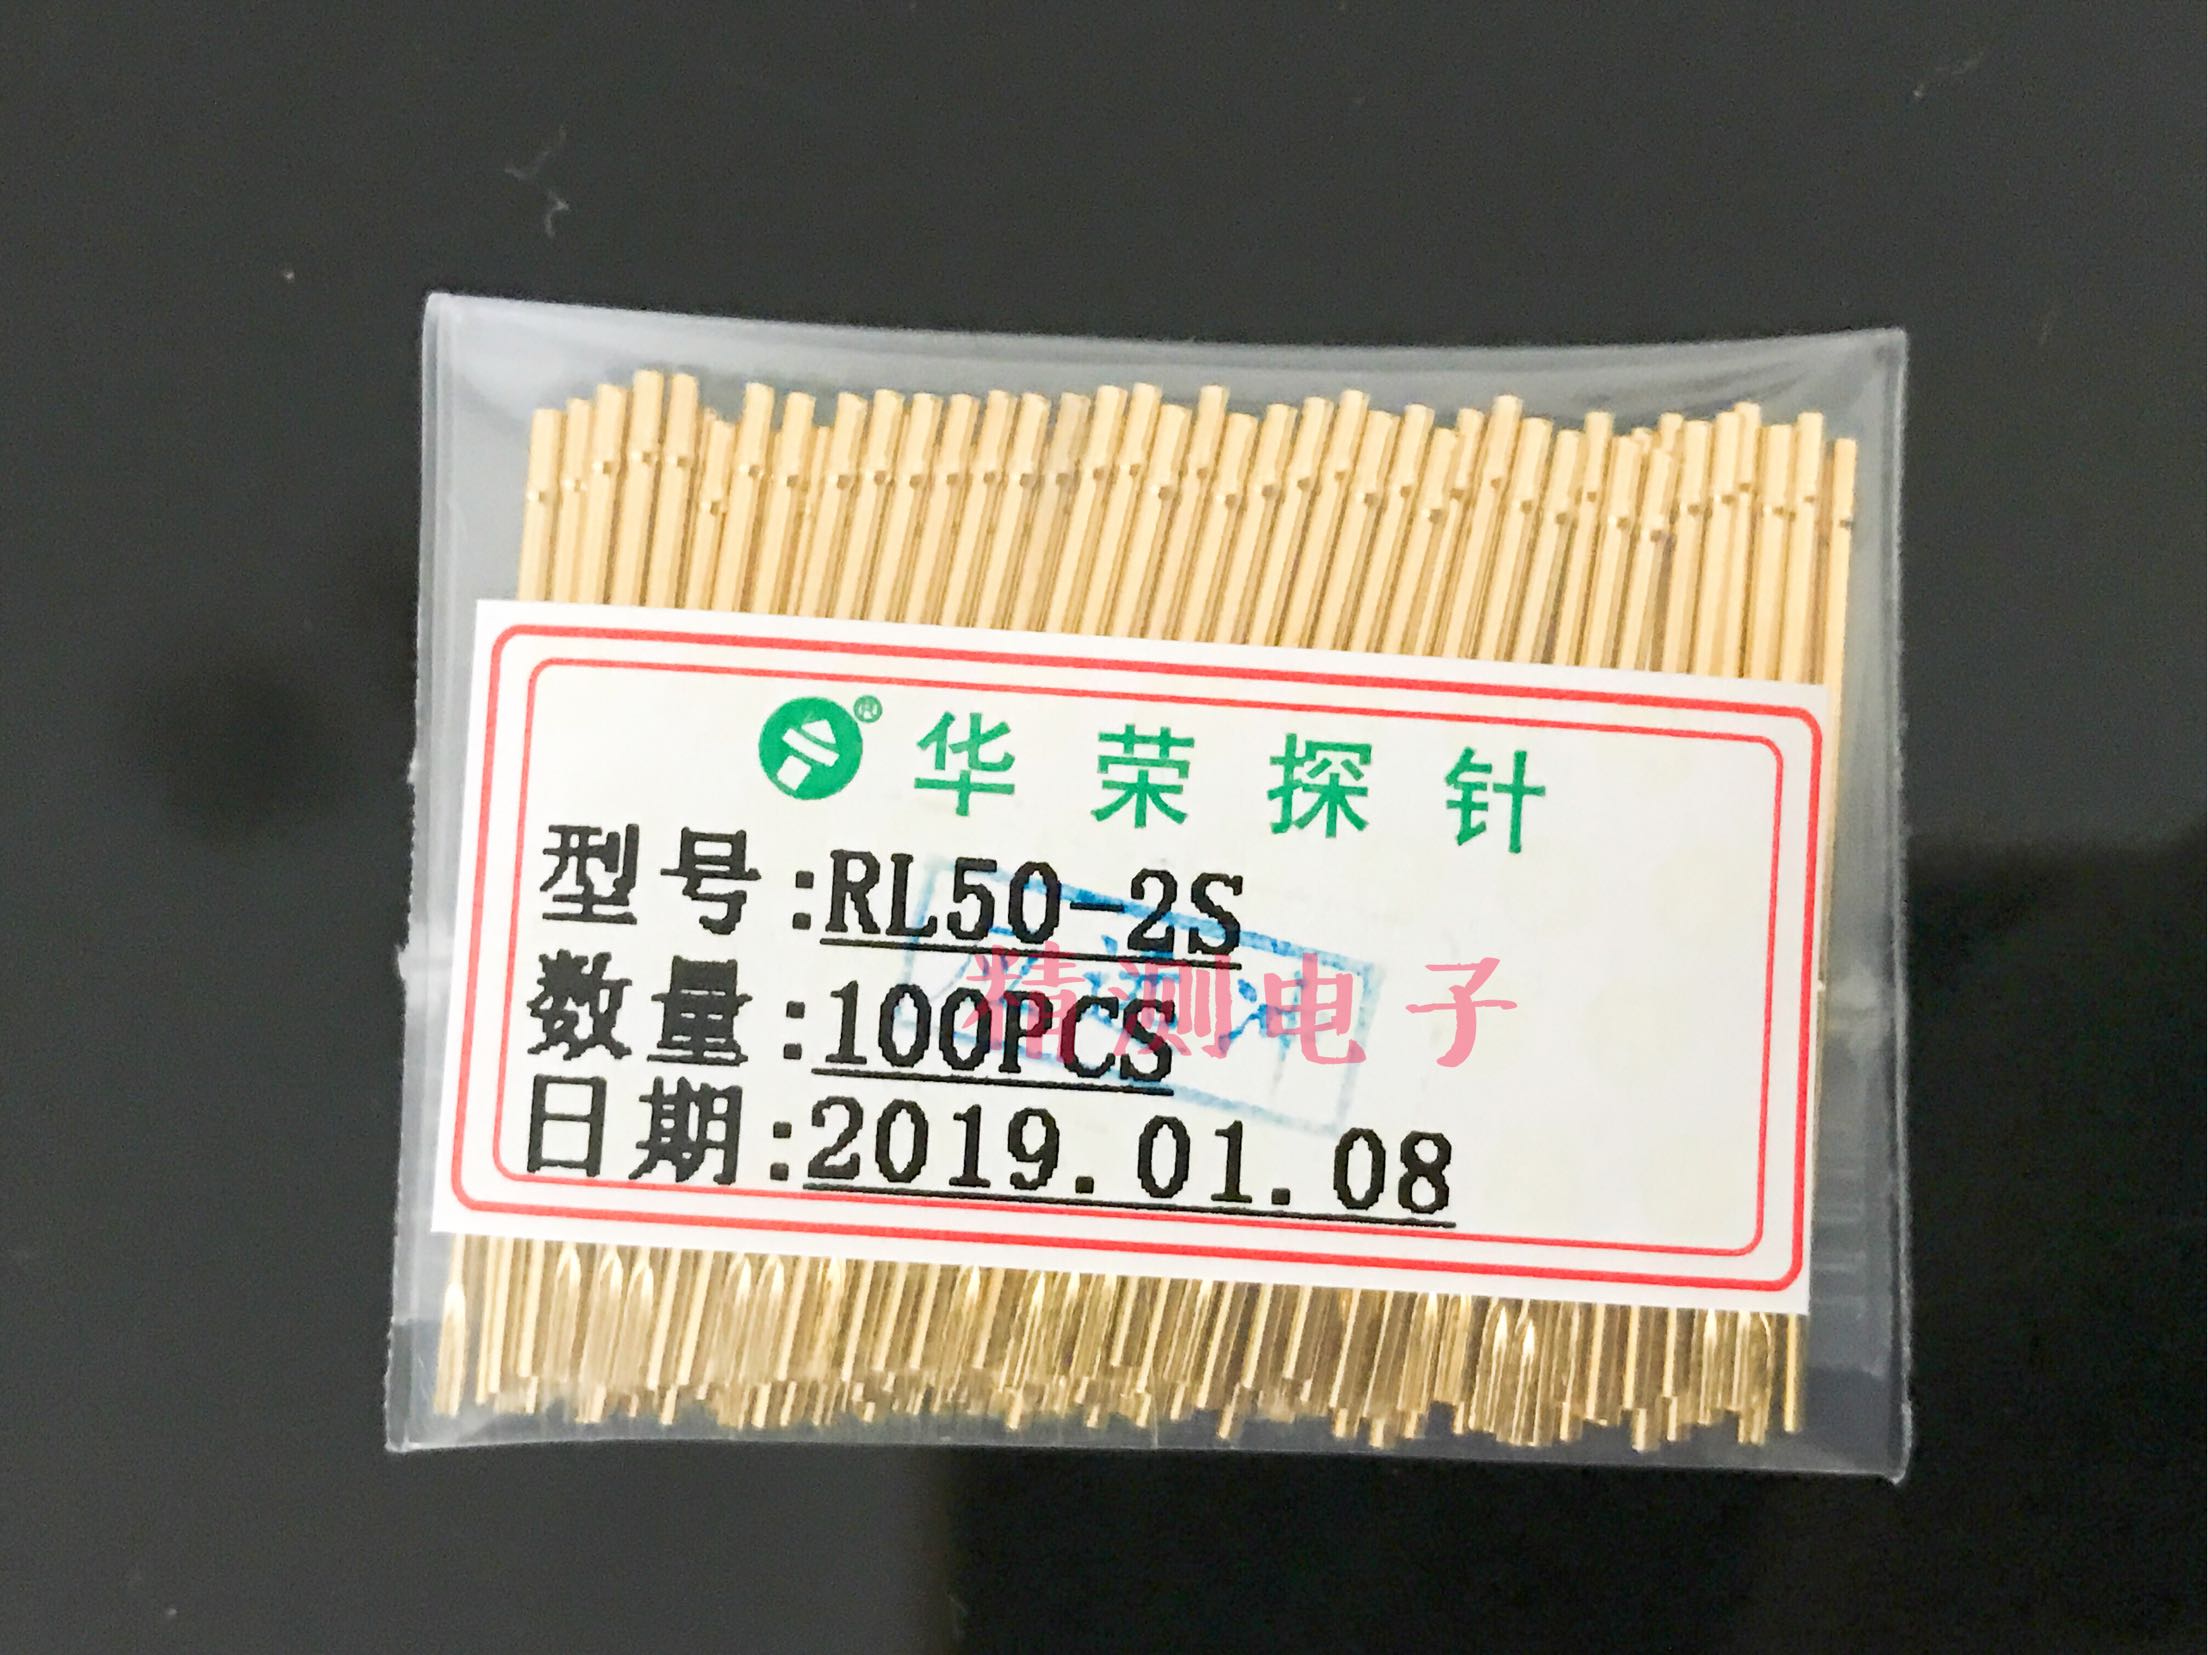 ® 华荣探针
型号:RL50-2S
精测电子
数量:100PCS
日期:2019.01.08